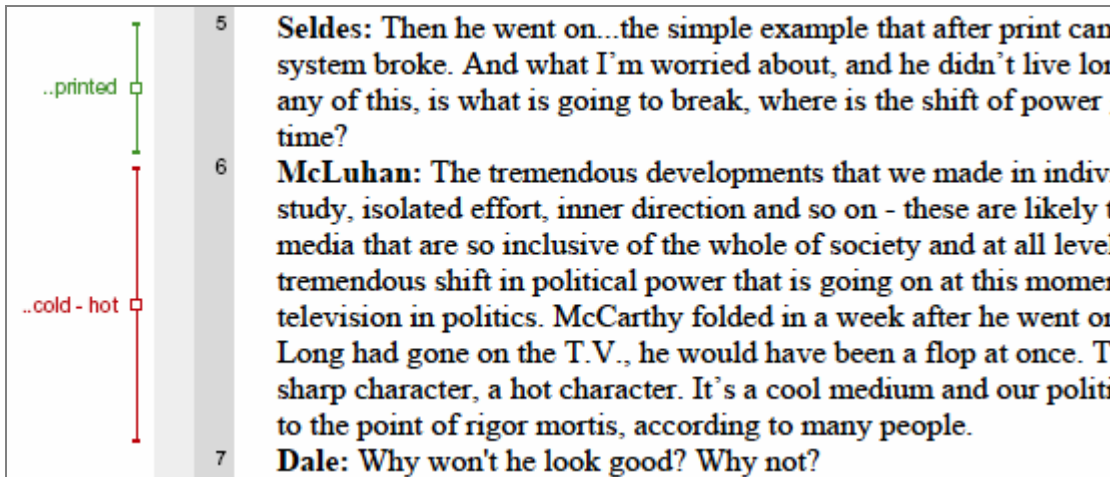 5 Seldes: Then he went on...the simple example that after print can
..printed system broke. And what I'm worried about, and he didn't live lon
any of this, is what is going to break, where is the shift of power
time?
6 McLuhan: The tremendous developments that we made in indivi
study, isolated effort, inner direction and so on - these are likely t
media that are so inclusive of the whole of society and at all level
tremendous shift in political power that is going on at this momen
..cold - hot television in politics. McCarthy folded in a week after he went on
Long had gone on the T.V., he would have been a flop at once. T
sharp character, a hot character. It's a cool medium and our politi
to the point of rigor mortis, according to many people.
7 Dale: Why won't he look good? Why not?